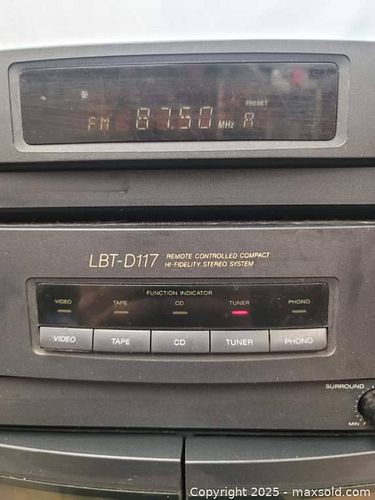 PRESET
FM 87.50 MHz A
LBT-D117 REMOTE CONTROLLED COMPACT
HI-FIDELITY STEREO SYSTEM
FUNCTION INDICATOR
VIDEO TAPE CD TUNER PHONO
VIDEO TAPE CD TUNER PHONO
SURROUND
MIN
Copyright © 2025 - maxsold.com